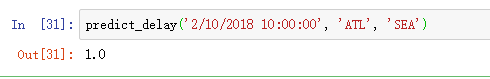 In [31]: predict_delay('2/10/2018 10:00:00', 'ATL', 'SEA')
Out[31]: 1.0